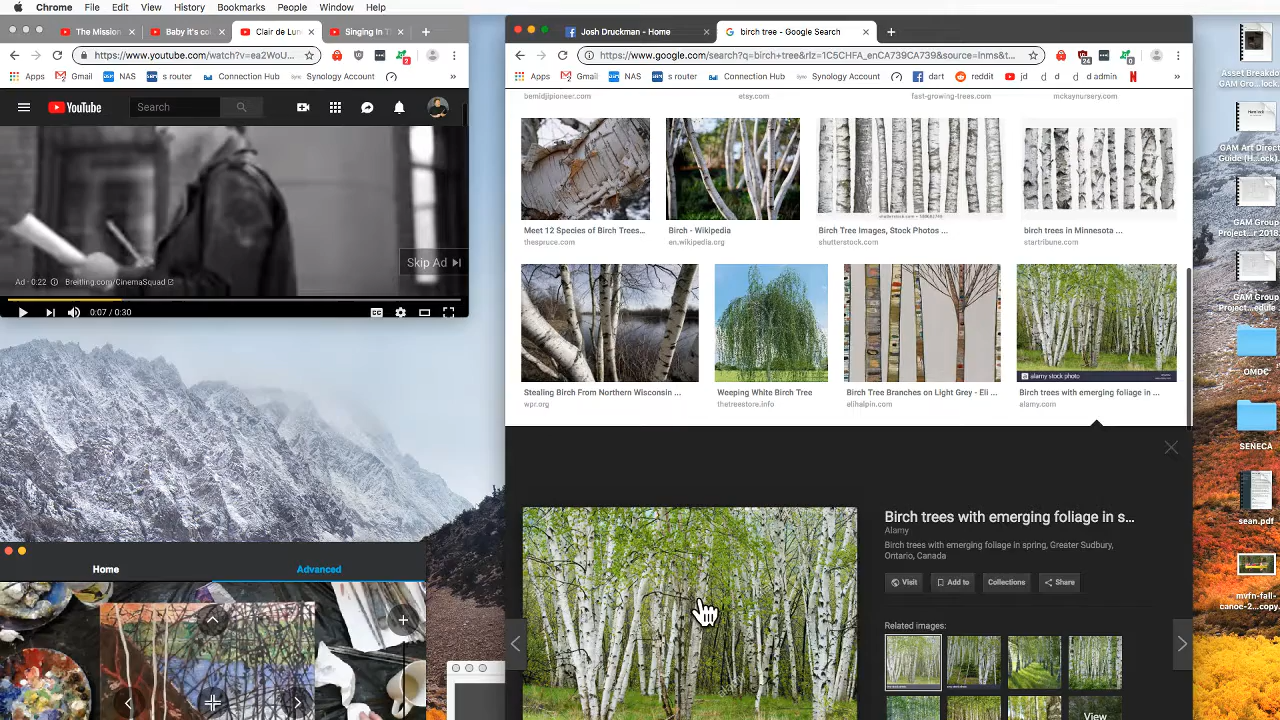 Chrome File Edit View History Bookmarks People Window Help
The Mission
Baby It's col
Clair de Lun
Singing In T
https://www.youtube.com/watch?v=ea2WoU...
2
Apps Gmail NAS s router Connection Hub Synology Account
YouTube
Search
Skip Ad
Ad · 0:22 Breitling.com/CinemaSquad
0:07 / 0:30
CC
Home Advanced
Josh Druckman - Home
birch tree - Google Search
https://www.google.com/search?q=birch+tree&rlz=1C5CHFA_enCA739CA739&source=lnms&t...
24
0
Apps Gmail NAS s router Connection Hub Synology Account dart reddit jd d d d admin
bemidjipioneer.com etsy.com fast-growing-trees.com mckaynursery.com
Meet 12 Species of Birch Trees...
thespruce.com
Birch - Wikipedia
en.wikipedia.org
Birch Tree Images, Stock Photos ...
shutterstock.com
birch trees in Minnesota ...
startribune.com
alamy stock photo
Stealing Birch From Northern Wisconsin ...
wpr.org
Weeping White Birch Tree
thetreestore.info
Birch Tree Branches on Light Grey - Eli ...
elihalpin.com
Birch trees with emerging foliage in ...
alamy.com
Birch trees with emerging foliage in s...
Alamy
Birch trees with emerging foliage in spring, Greater Sudbury,
Ontario, Canada
Visit Add to Collections Share
Related images:
View
Asset Breakdo
GAM Gro...lock.
GAM Art Direct
Guide (H...ock).
GAM Group
Project...r 2018.
GAM Group
Project...edule
OMDC
SENECA
sean.pdf
mvfn-fall-
canoe-2...copy.